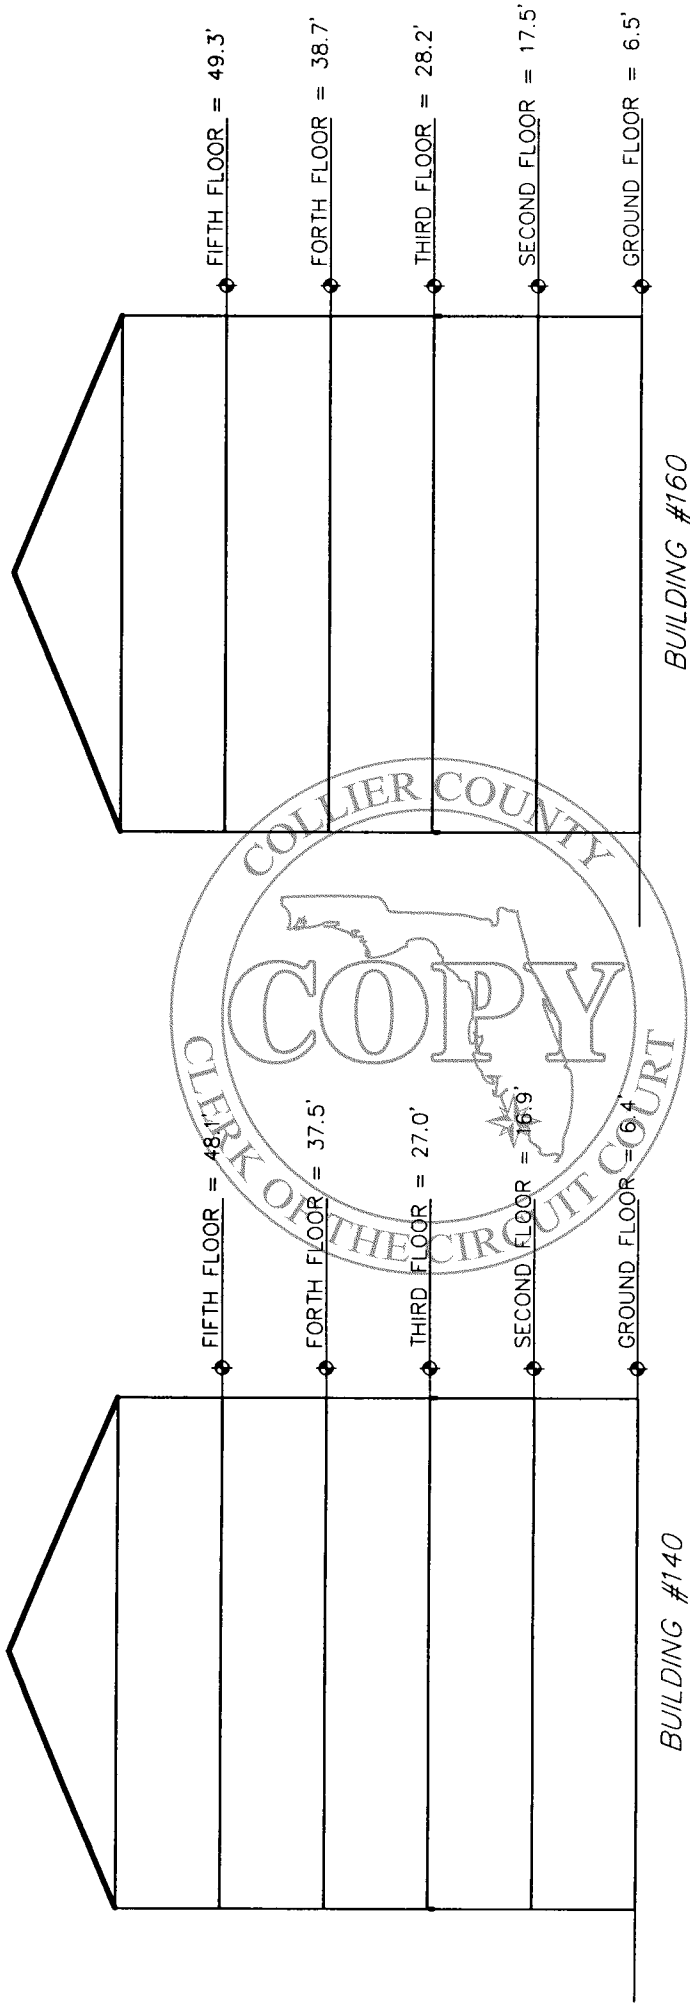 FIFTH FLOOR = 49.3'
FORTH FLOOR = 38.7'
THIRD FLOOR = 28.2'
SECOND FLOOR = 17.5'
GROUND FLOOR = 6.5'
BUILDING #160
COLLIER COUNTY
COPY
CLERK OF THE CIRCUIT COURT
FIFTH FLOOR = 48.1'
FORTH FLOOR = 37.5'
THIRD FLOOR = 27.0'
SECOND FLOOR = 16.9'
GROUND FLOOR = 6.4'
BUILDING #140